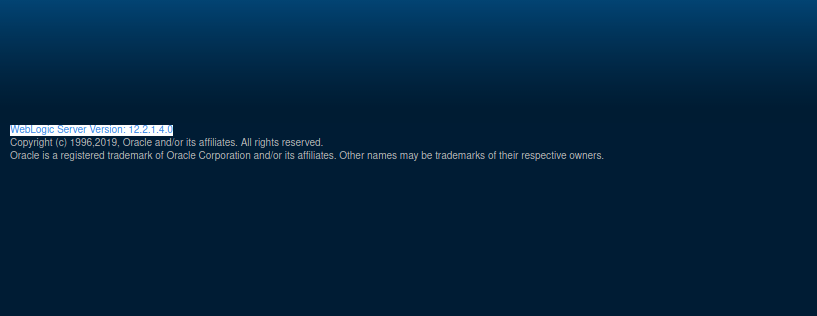 WebLogic Server Version: 12.2.1.4.0
Copyright (c) 1996,2019, Oracle and/or its affiliates. All rights reserved.
Oracle is a registered trademark of Oracle Corporation and/or its affiliates. Other names may be trademarks of their respective owners.